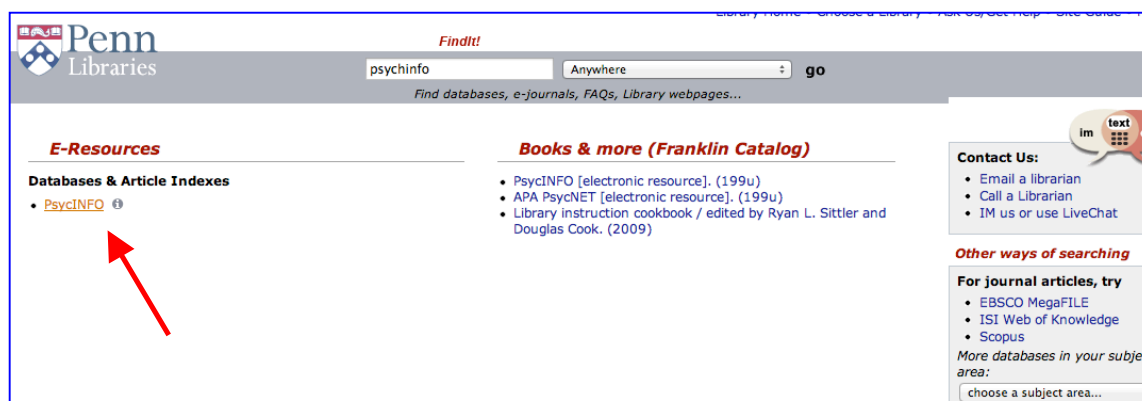 Library Home • Choose a Library • Ask Us/Get Help • Site Guide •
Penn
Libraries
FindIt!
psychinfo
Anywhere
go
Find databases, e-journals, FAQs, Library webpages...
E-Resources
Databases & Article Indexes
• PsycINFO
Books & more (Franklin Catalog)
• PsycINFO [electronic resource]. (199u)
• APA PsycNET [electronic resource]. (199u)
• Library instruction cookbook / edited by Ryan L. Sittler and
Douglas Cook. (2009)
im
text
Contact Us:
• Email a librarian
• Call a Librarian
• IM us or use LiveChat
Other ways of searching
For journal articles, try
• EBSCO MegaFILE
• ISI Web of Knowledge
• Scopus
More databases in your subje
area:
choose a subject area...